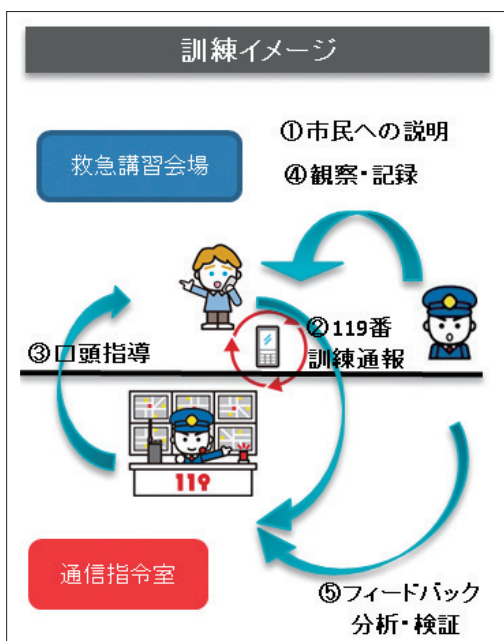 訓練イメージ
救急講習会場
①市民への説明
④観察・記録
②119番
訓練通報
③口頭指導
119
通信指令室
⑤フィードバック
分析・検証